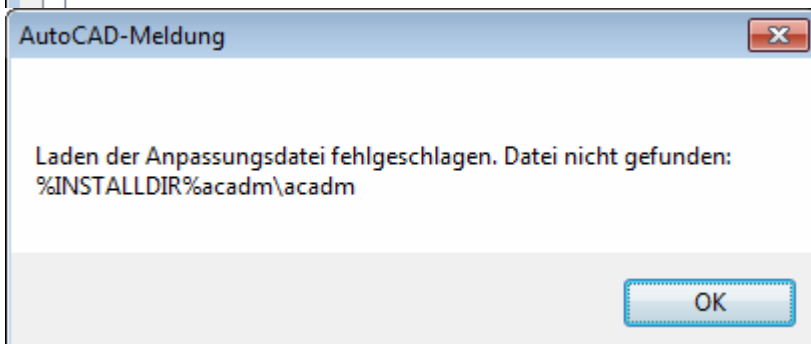 AutoCAD-Meldung
Laden der Anpassungsdatei fehlgeschlagen. Datei nicht gefunden:
%INSTALLDIR%acadm\acadm
OK